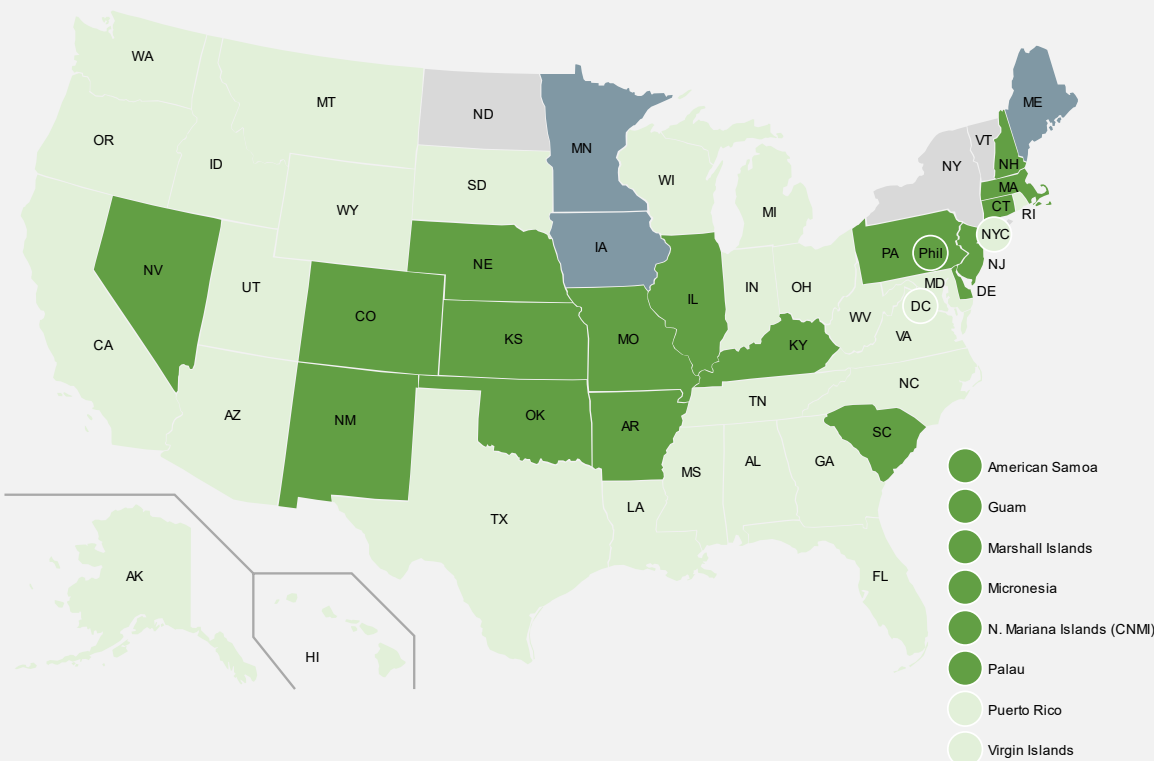 WA
MT
ND
MN
ME
OR
ID
SD
WI
MI
NY
VT
NH
MA
CT
RI
WY
NYC
NV
UT
CO
NE
IA
IL
IN
OH
PA
Phil
NJ
MD
DE
DC
WV
VA
CA
KS
MO
KY
NC
AZ
NM
OK
AR
TN
SC
MS
AL
GA
TX
LA
FL
AK
HI
American Samoa
Guam
Marshall Islands
Micronesia
N. Mariana Islands (CNMI)
Palau
Puerto Rico
Virgin Islands